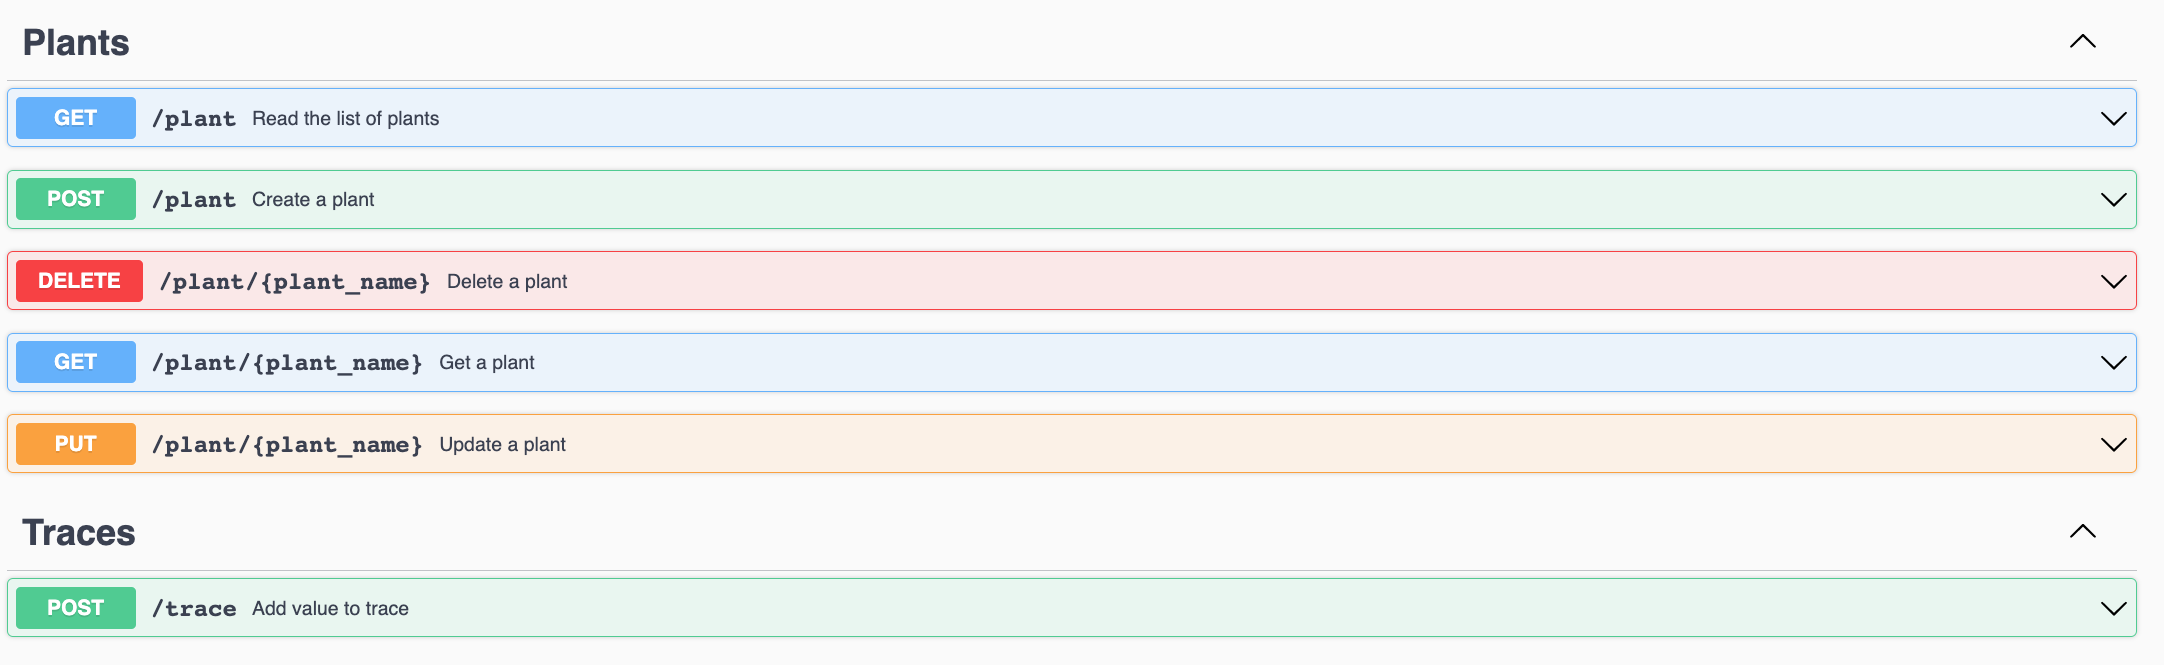 Plants
GET /plant Read the list of plants
POST /plant Create a plant
DELETE /plant/{plant_name} Delete a plant
GET /plant/{plant_name} Get a plant
PUT /plant/{plant_name} Update a plant
Traces
POST /trace Add value to trace